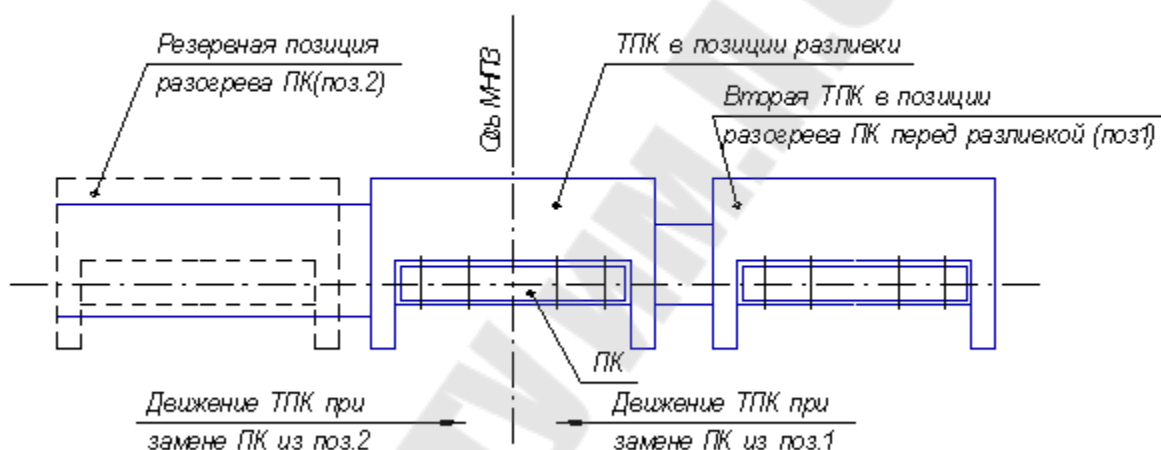 Резервная позиция
разогрева ПК(поз.2)
Ось МНЛЗ
ТПК в позиции разливки
Вторая ТПК в позиции
разогрева ПК перед разливкой (поз1)
ПК
Движение ТПК при
замене ПК из поз.2
Движение ТПК при
замене ПК из поз.1